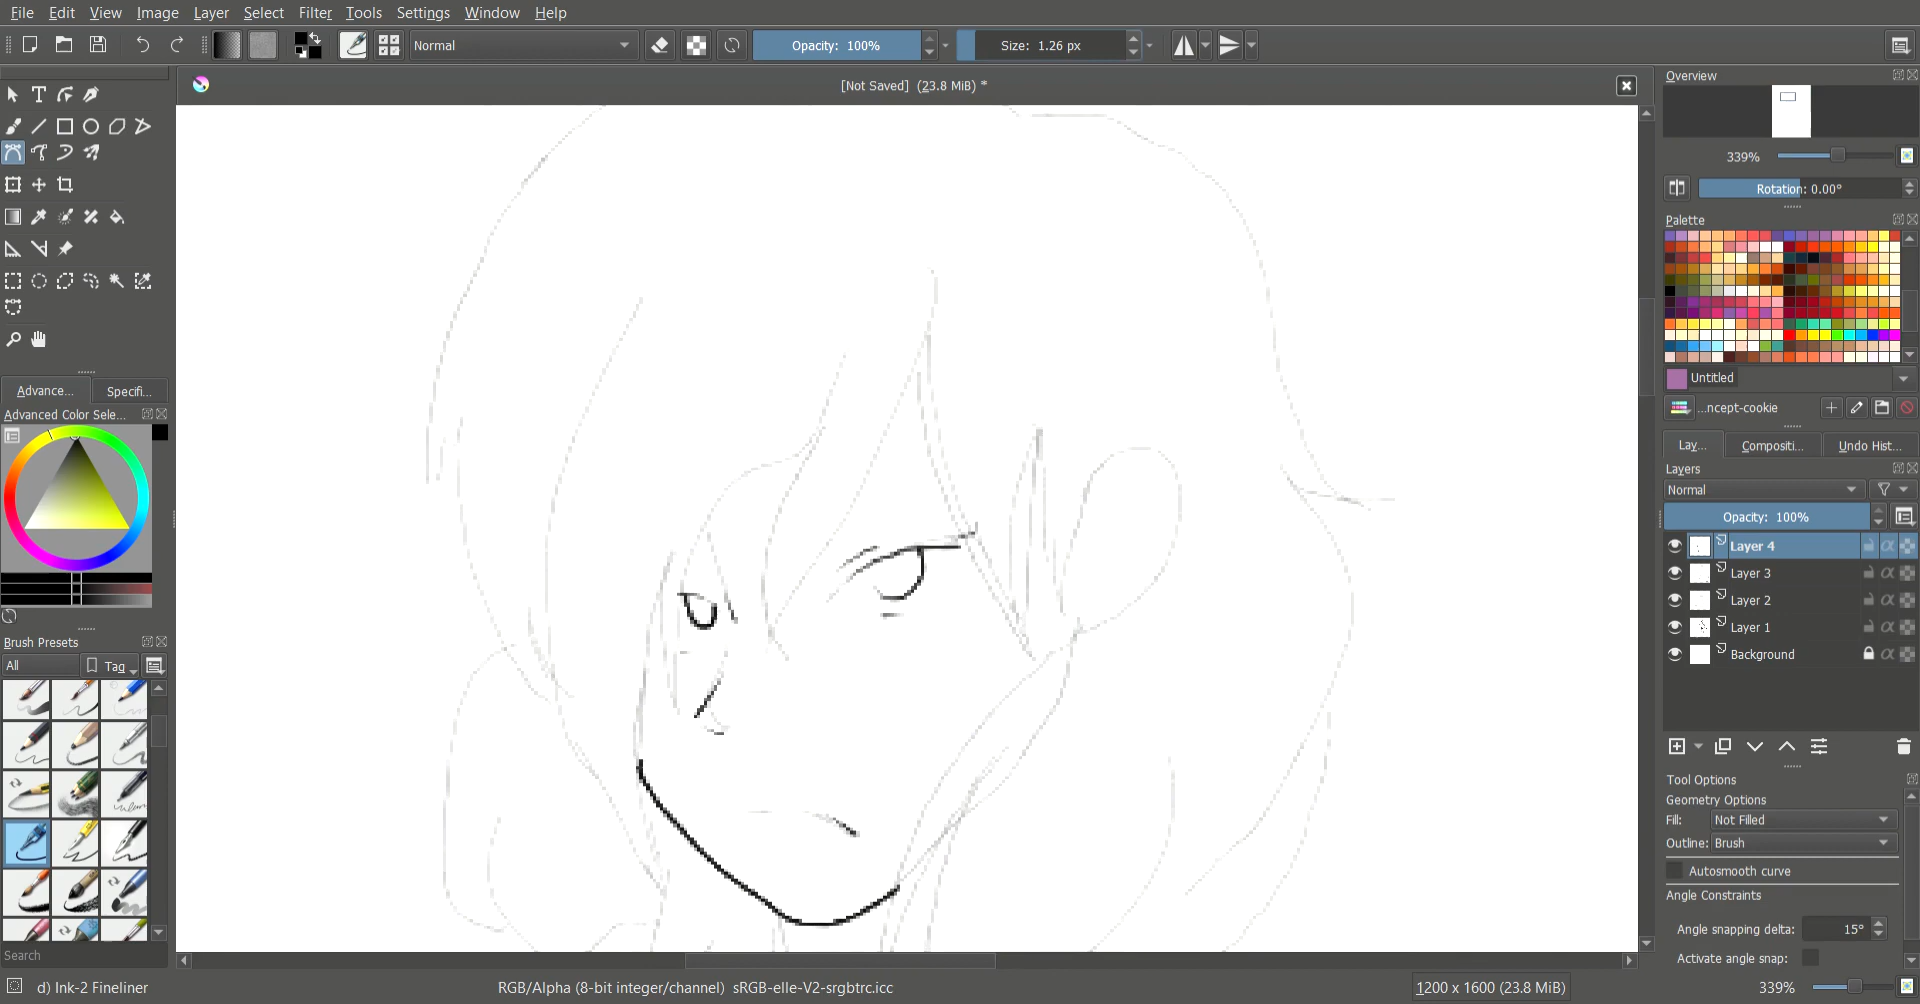 File Edit View Image Layer Select Filter Tools Settings Window Help
Normal
Opacity: 100%
Size: 1.26 px
[Not Saved] (23.8 MiB) *
Overview
339%
Rotation: 0.00°
Palette
Untitled
...ncept-cookie
Lay... Compositi... Undo Hist...
Layers
Normal
Opacity: 100%
Layer 4
Layer 3
Layer 2
Layer 1
Background
Tool Options
Geometry Options
Fill: Not Filled
Outline: Brush
Autosmooth curve
Angle Constraints
Angle snapping delta: 15°
Activate angle snap:
Advance... Specifi...
Advanced Color Sele...
Brush Presets
All Tag
Search
d) Ink-2 Fineliner
RGB/Alpha (8-bit integer/channel) sRGB-elle-V2-srgbtrc.icc
1200 x 1600 (23.8 MiB)
339%